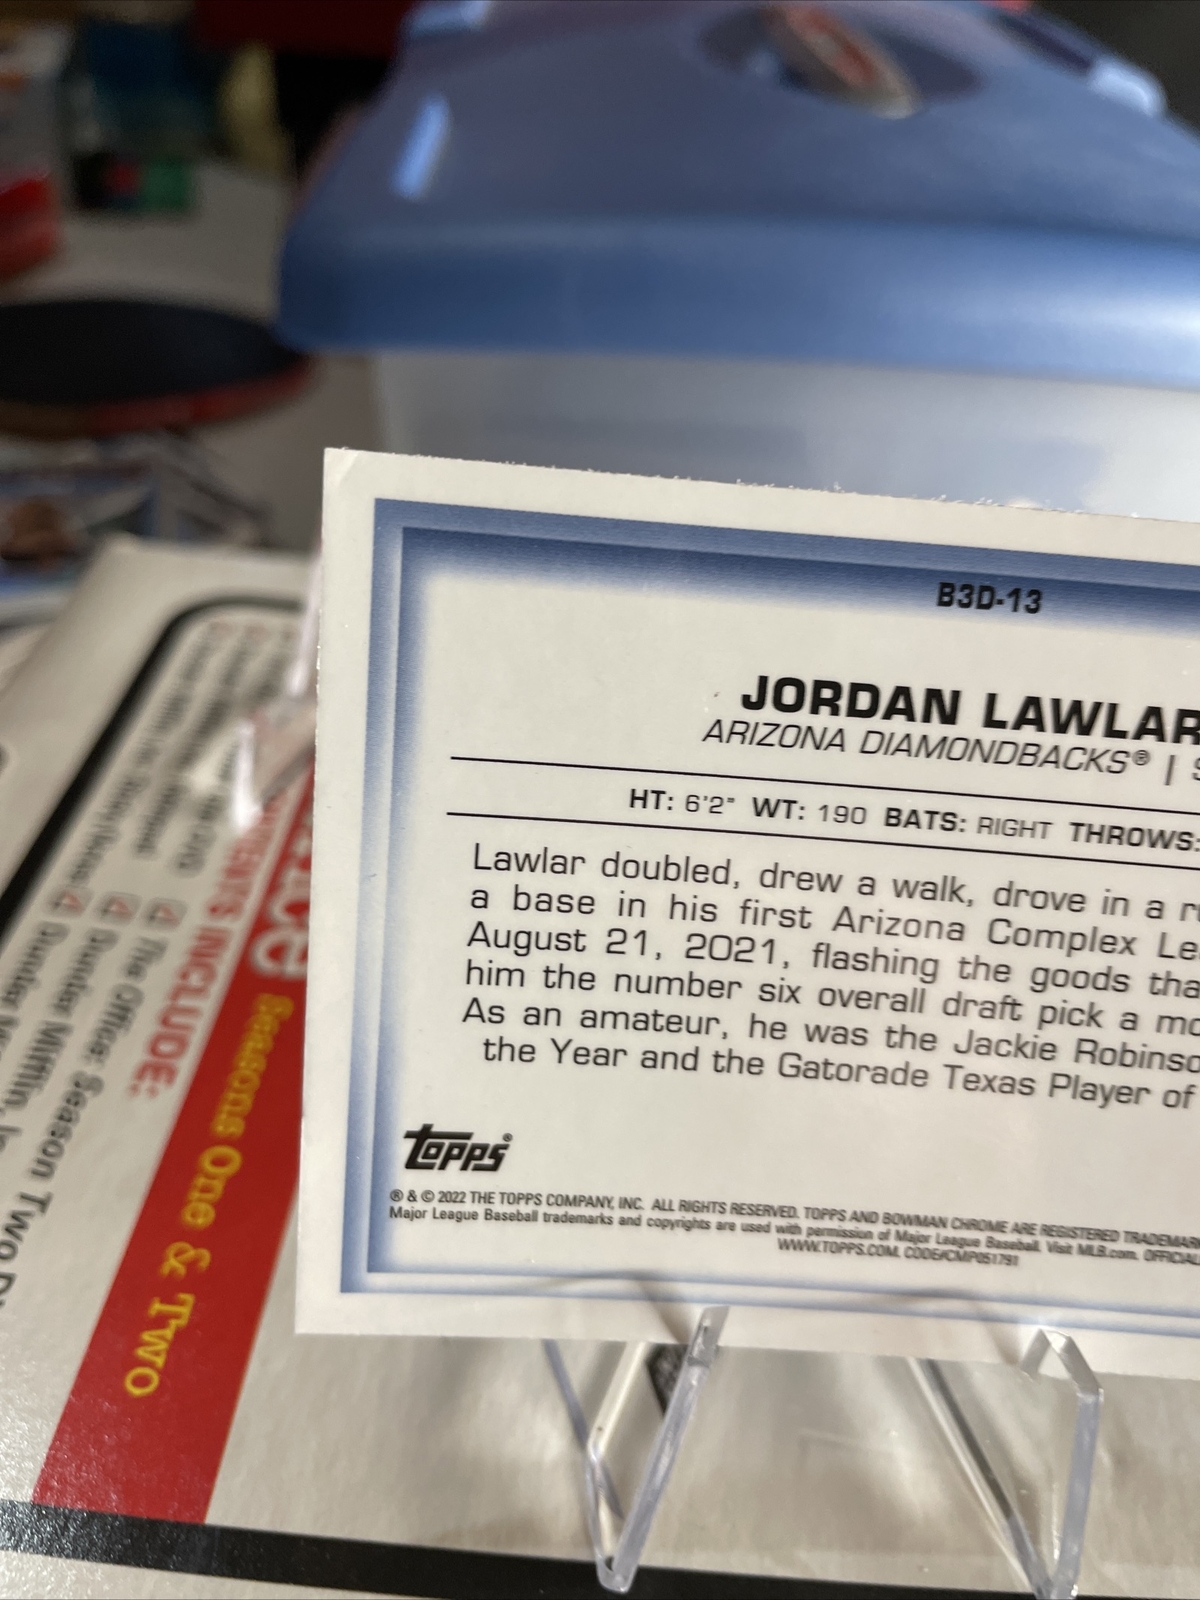 B3D-13
JORDAN LAWLAR
ARIZONA DIAMONDBACKS® |
HT: 6'2" WT: 190 BATS: RIGHT THROWS:
Lawlar doubled, drew a walk, drove in a
a base in his first Arizona Complex
August 21, 2021, flashing the goods
him the number six overall draft pick a
As an amateur, he was the Jackie
the Year and the Gatorade Texas Player of
Topps®
® & © 2022 THE TOPPS COMPANY, INC. ALL RIGHTS RESERVED. TOPPS AND BOWMAN CHROME ARE REGISTERED
Major League Baseball trademarks and copyrights are used with permission of Major League Baseball. Visit MLB.com.
WWW.TOPPS.COM. CODE#CMP051791
Seasons One & Two
INCLUDE:
The Office: Season Two
Dunder Mifflin,
Dunder